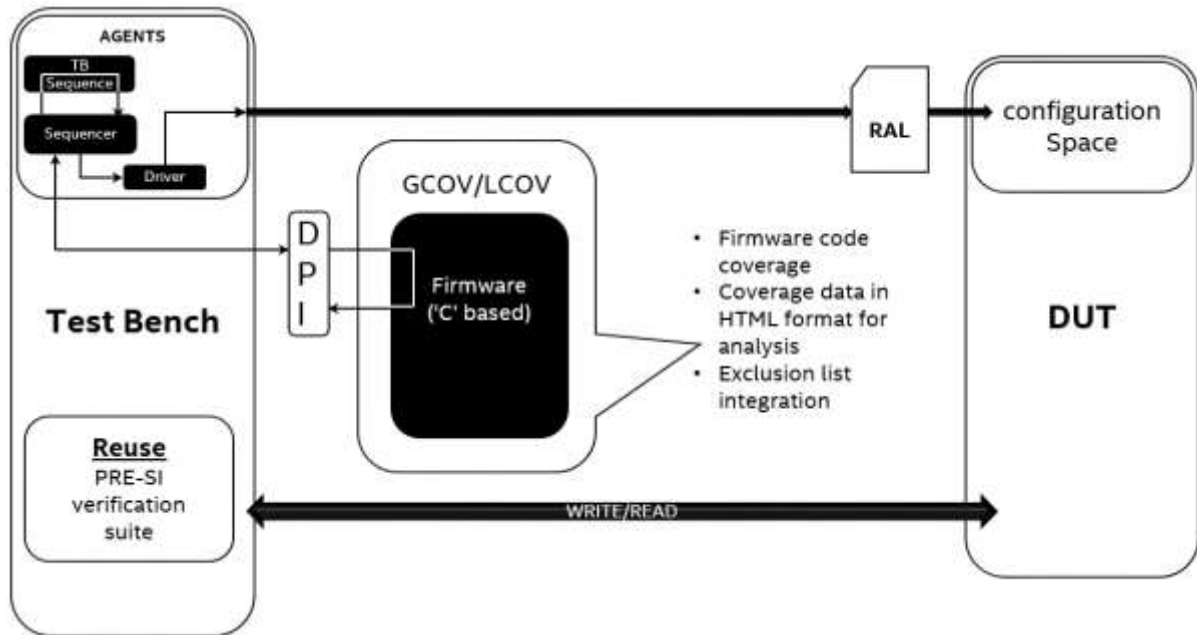 AGENTS
TB
Sequence
Sequencer
Driver
Test Bench
Reuse
PRE-SI
verification
suite
D
P
I
GCOV/LCOV
Firmware
('C' based)
• Firmware code
coverage
• Coverage data in
HTML format for
analysis
• Exclusion list
integration
RAL
configuration
Space
DUT
WRITE/READ